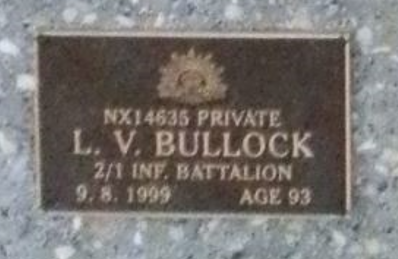 NX14635 PRIVATE
L. V. BULLOCK
2/1 INF. BATTALION
9. 8. 1999 AGE 93